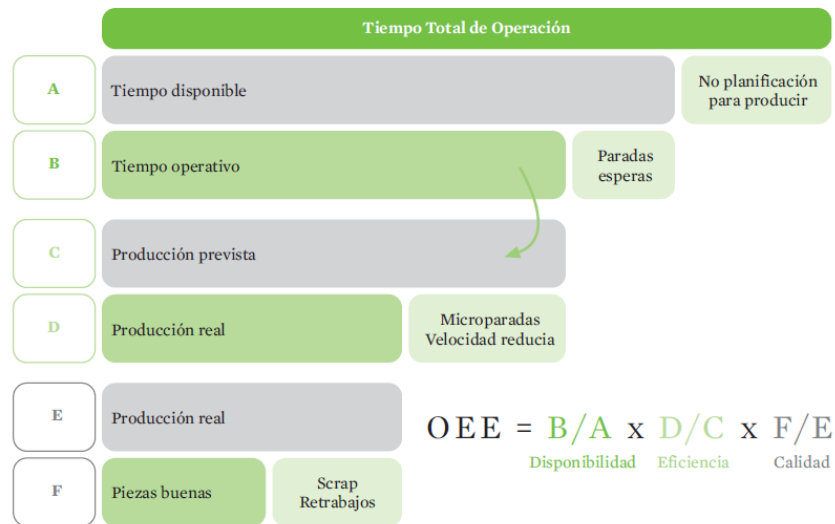 Tiempo Total de Operación
A
Tiempo disponible
No planificación
para producir
B
Tiempo operativo
Paradas
esperas
C
Producción prevista
D
Producción real
Microparadas
Velocidad reducia
E
Producción real
OEE = B/A x D/C x F/E
Disponibilidad Eficiencia Calidad
F
Piezas buenas
Scrap
Retrabajos